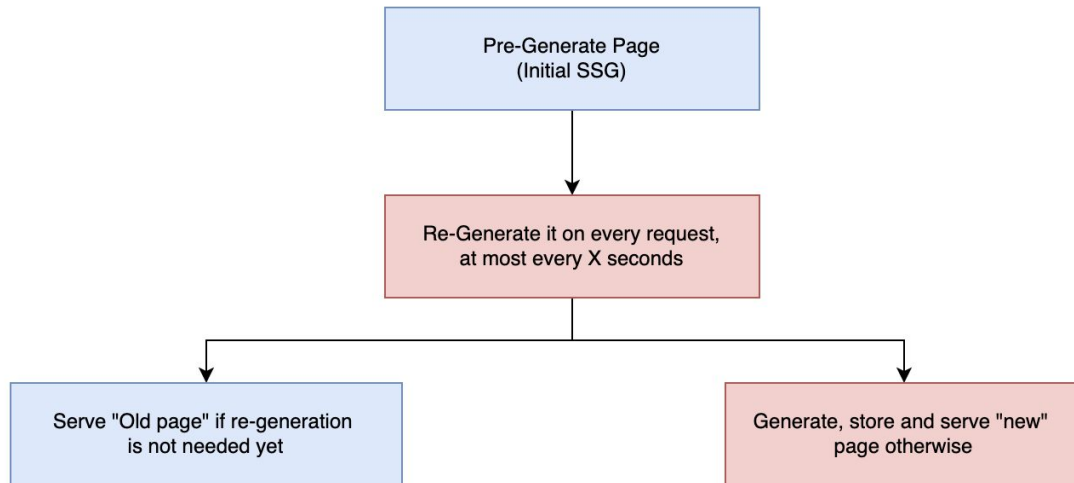 Pre-Generate Page
(Initial SSG)
Re-Generate it on every request,
at most every X seconds
Serve "Old page" if re-generation
is not needed yet
Generate, store and serve "new"
page otherwise